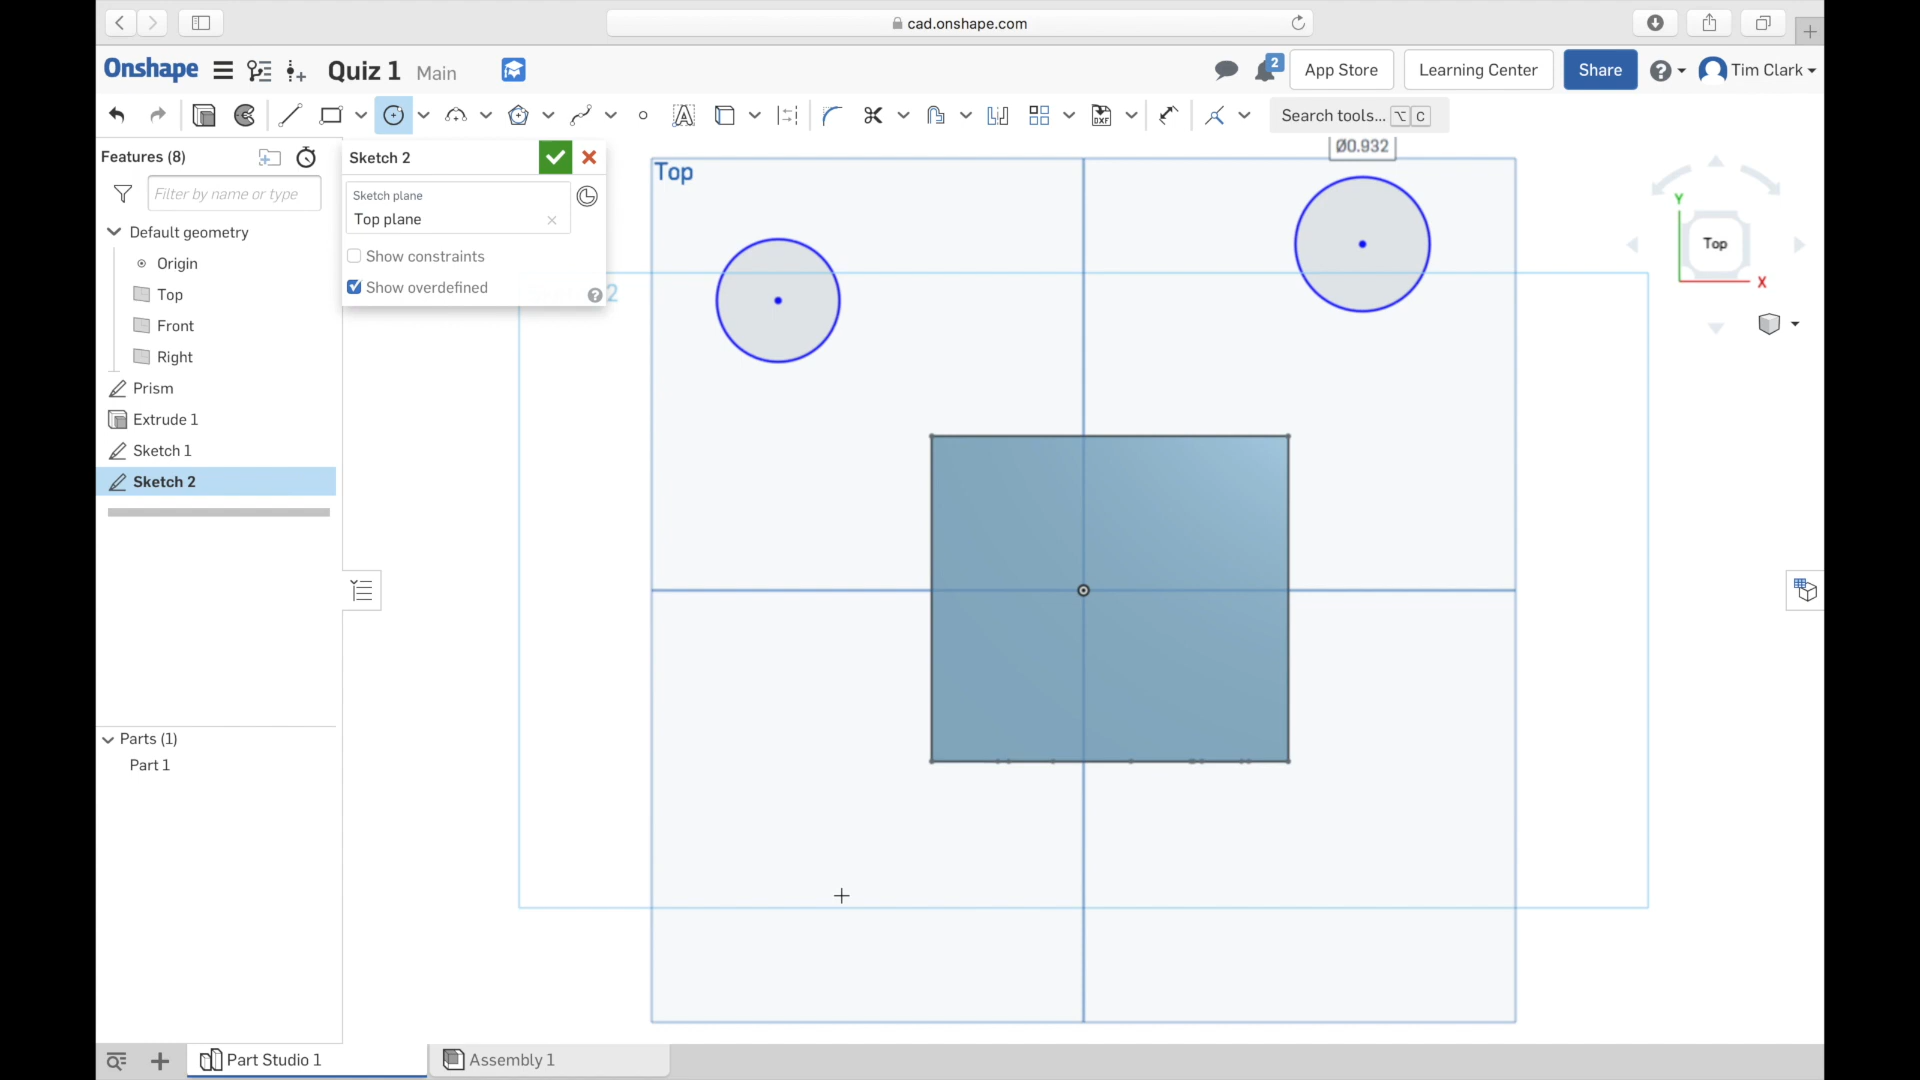 cad.onshape.com
Onshape
Quiz 1 Main
2
App Store
Learning Center
Share
Tim Clark
Search tools... ⌥ C
DXF
Features (8)
Filter by name or type
Default geometry
Origin
Top
Front
Right
Prism
Extrude 1
Sketch 1
Sketch 2
Parts (1)
Part 1
Sketch 2
Sketch plane
Top plane
Show constraints
Show overdefined
2
Top
Ø0.932
Y
Top
X
Part Studio 1
Assembly 1